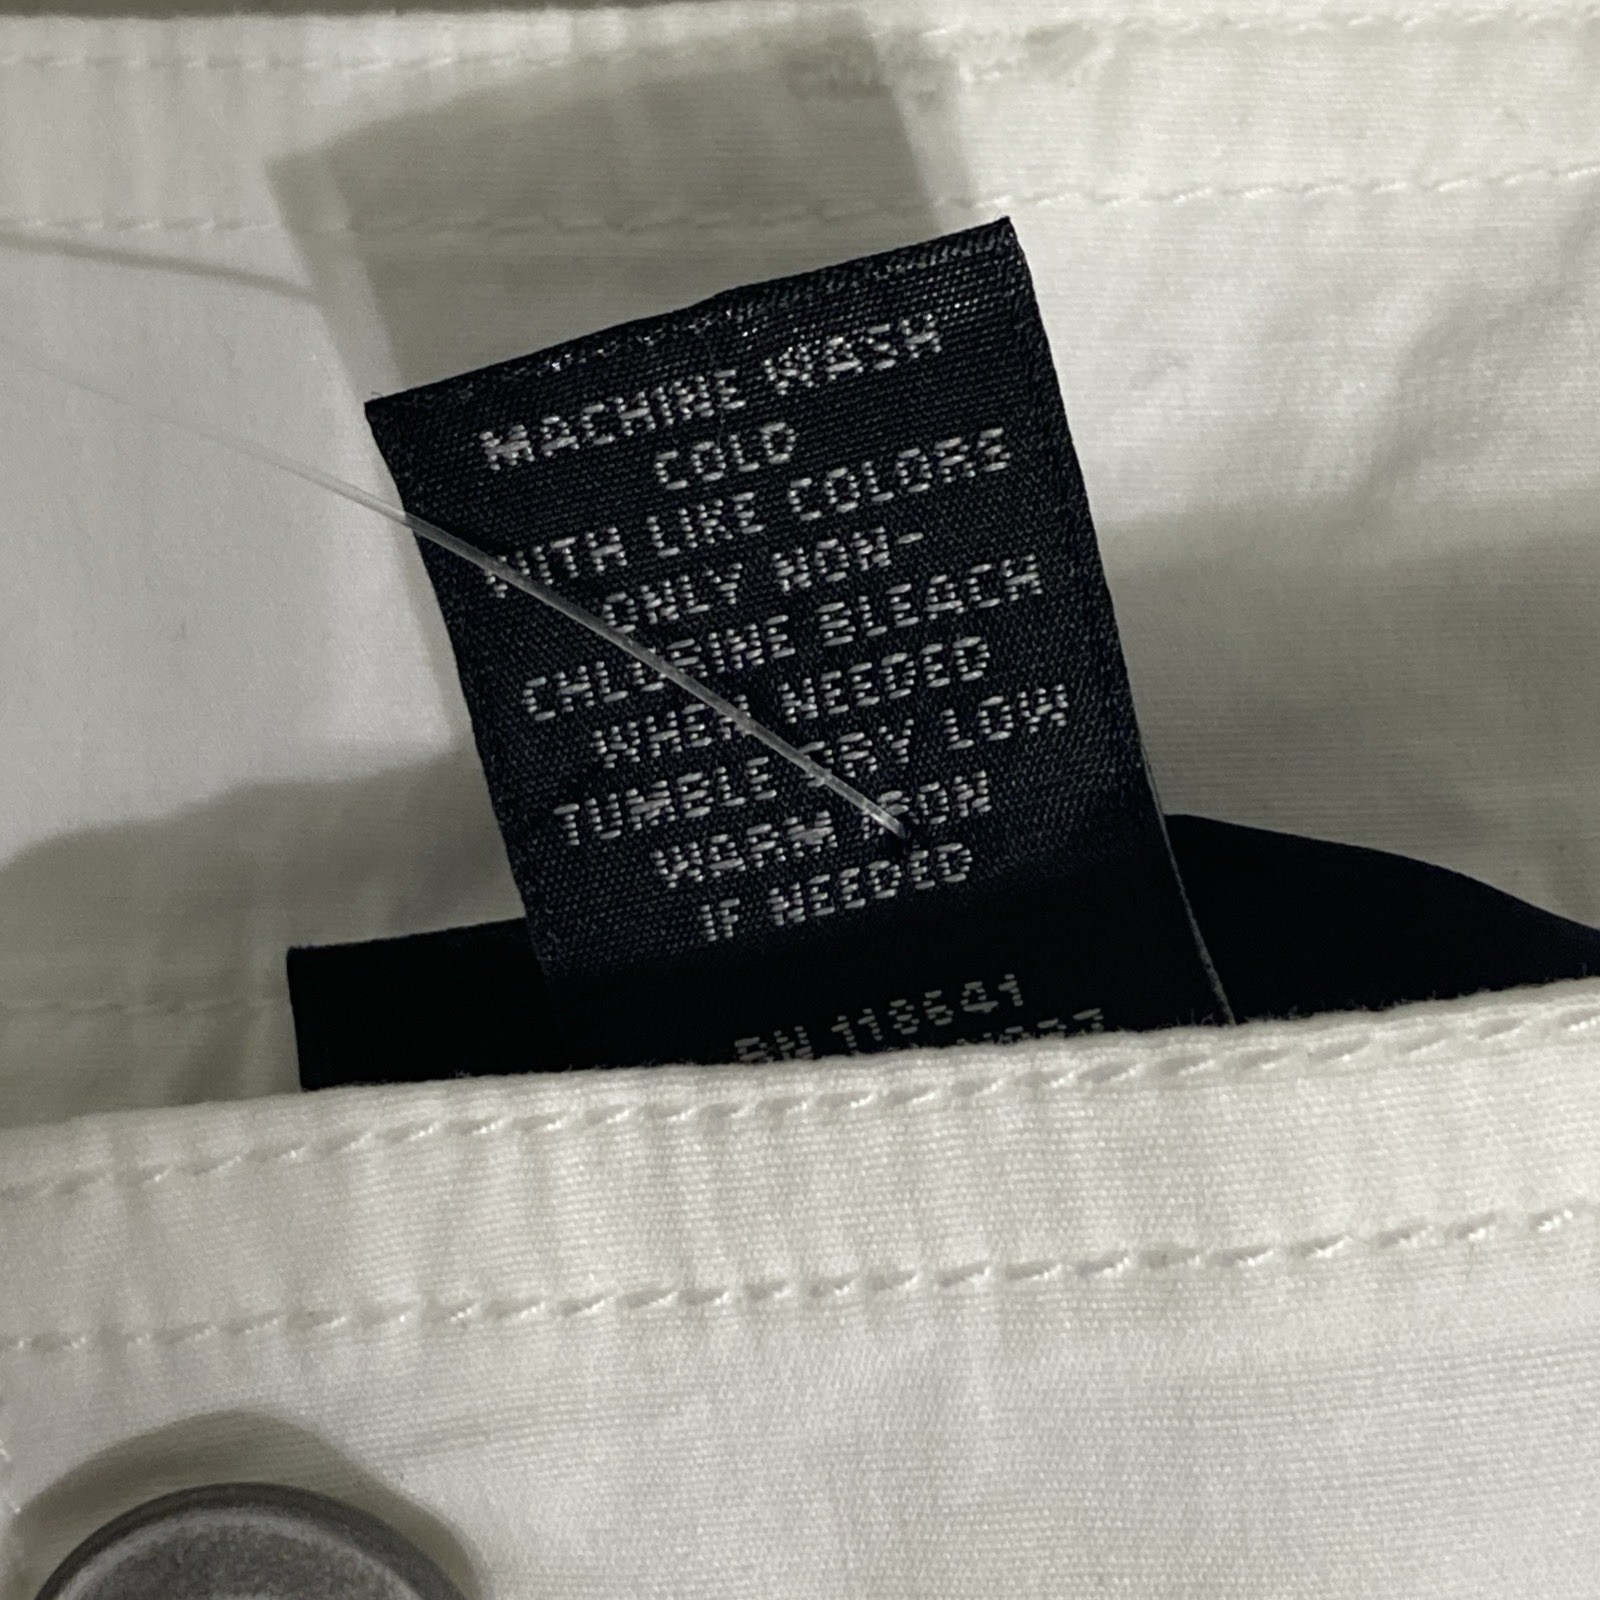 MACHINE WASH
COLD
WITH LIKE COLORS
ONLY NON-
CHLORINE BLEACH
WHEN NEEDED
TUMBLE DRY LOW
WARM IRON
IF NEEDED
118641